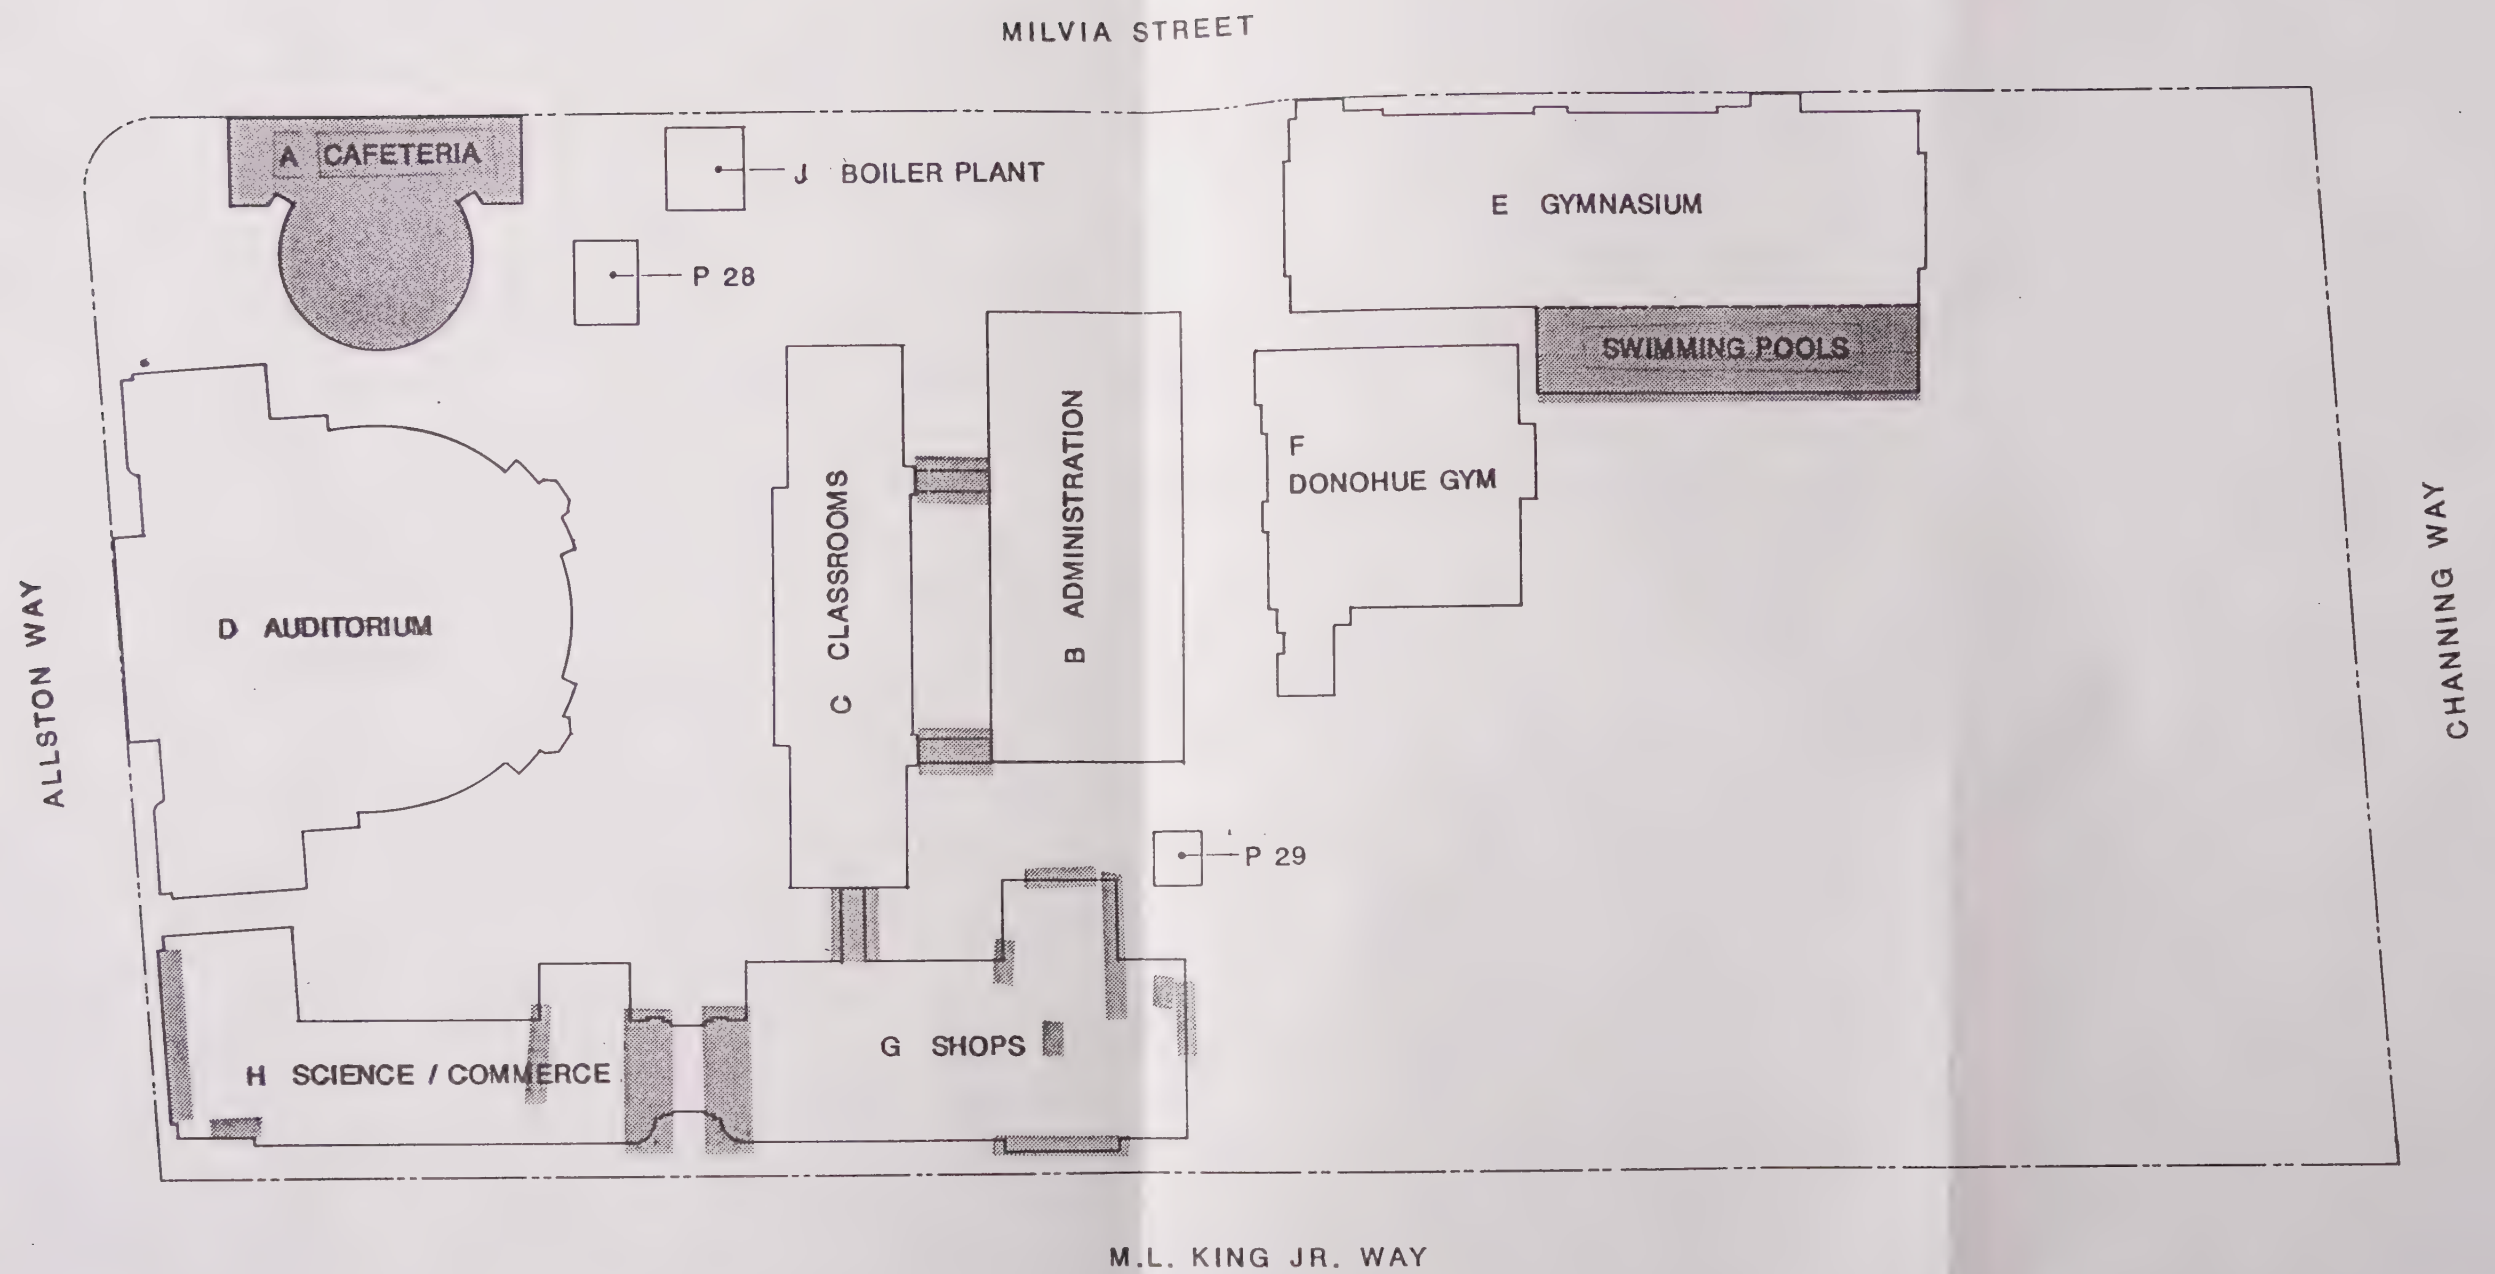 MILVIA STREET
A CAFETERIA
J BOILER PLANT
E GYMNASIUM
P 28
SWIMMING POOLS
F
DONOHUE GYM
B ADMINISTRATION
C CLASSROOMS
D AUDITORIUM
ALLSTON WAY
CHANNING WAY
P 29
G SHOPS
H SCIENCE / COMMERCE
M.L. KING JR. WAY